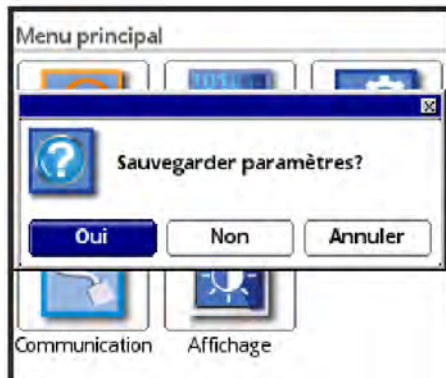 Menu principal
Sauvegarder paramètres?
Oui Non Annuler
Communication Affichage